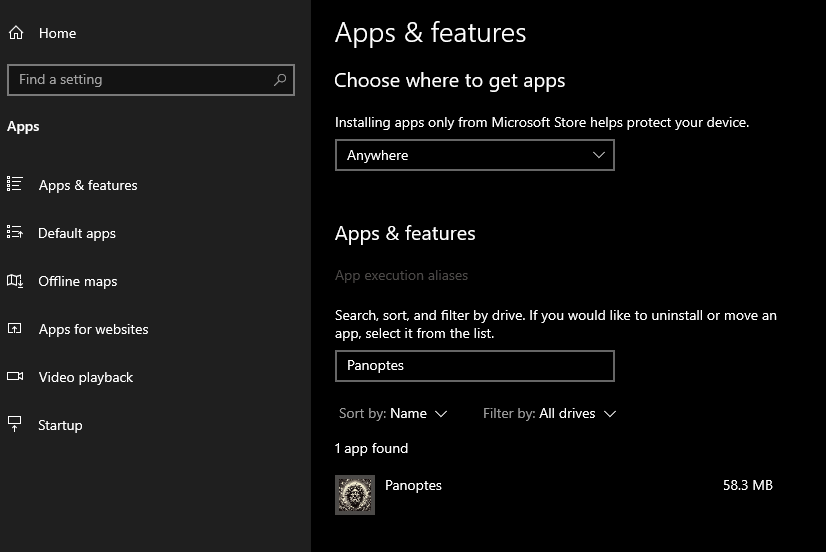 Home
Find a setting
Apps
Apps & features
Default apps
Offline maps
Apps for websites
Video playback
Startup
Apps & features
Choose where to get apps
Installing apps only from Microsoft Store helps protect your device.
Anywhere
Apps & features
App execution aliases
Search, sort, and filter by drive. If you would like to uninstall or move an
app, select it from the list.
Panoptes
Sort by: Name Filter by: All drives
1 app found
Panoptes 58.3 MB